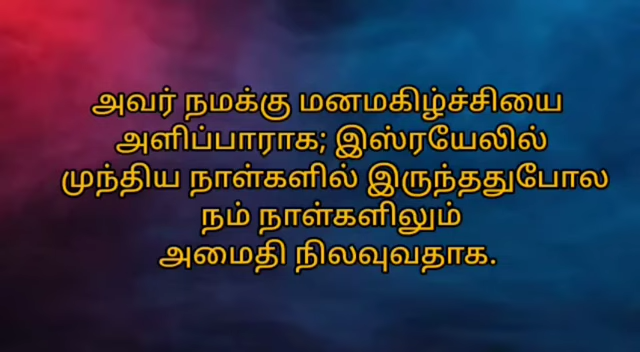 அவர் நமக்கு மனமகிழ்ச்சியை
அளிப்பாராக; இஸ்ரயேலில்
முந்திய நாள்களில் இருந்ததுபோல
நம் நாள்களிலும்
அமைதி நிலவுவதாக.